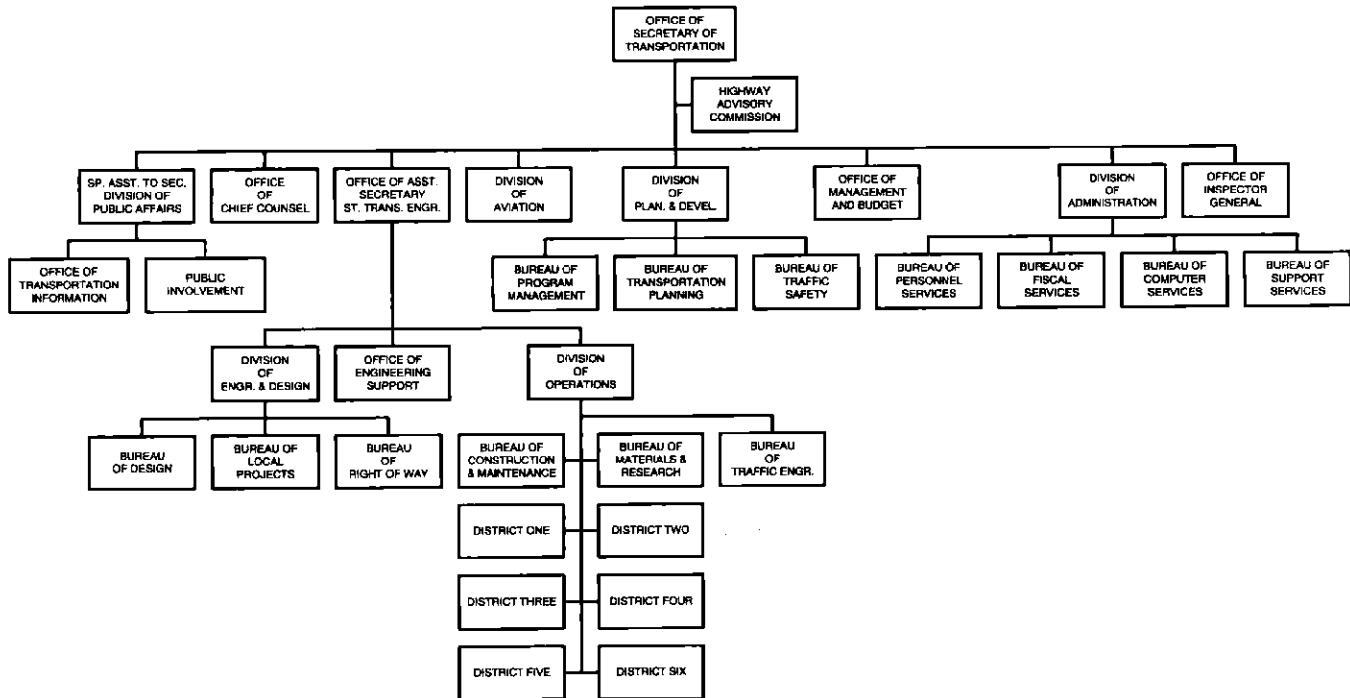 OFFICE OF
SECRETARY OF
TRANSPORTATION
HIGHWAY
ADVISORY
COMMISSION
SP. ASST. TO SEC.
DIVISION OF
PUBLIC AFFAIRS
OFFICE
OF
CHIEF COUNSEL
OFFICE OF ASST.
SECRETARY
ST. TRANS. ENGR.
DIVISION
OF
AVIATION
DIVISION
OF
PLAN. & DEVEL.
OFFICE OF
MANAGEMENT
AND BUDGET
DIVISION
OF
ADMINISTRATION
OFFICE OF
INSPECTOR
GENERAL
OFFICE OF
TRANSPORTATION
INFORMATION
PUBLIC
INVOLVEMENT
BUREAU OF
PROGRAM
MANAGEMENT
BUREAU OF
TRANSPORTATION
PLANNING
BUREAU OF
TRAFFIC
SAFETY
BUREAU OF
PERSONNEL
SERVICES
BUREAU OF
FISCAL
SERVICES
BUREAU OF
COMPUTER
SERVICES
BUREAU OF
SUPPORT
SERVICES
DIVISION
OF
ENGR. & DESIGN
OFFICE OF
ENGINEERING
SUPPORT
DIVISION
OF
OPERATIONS
BUREAU
OF DESIGN
BUREAU OF
LOCAL
PROJECTS
BUREAU
OF
RIGHT OF WAY
BUREAU OF
CONSTRUCTION
& MAINTENANCE
BUREAU OF
MATERIALS &
RESEARCH
BUREAU
OF
TRAFFIC ENGR.
DISTRICT ONE
DISTRICT TWO
DISTRICT THREE
DISTRICT FOUR
DISTRICT FIVE
DISTRICT SIX